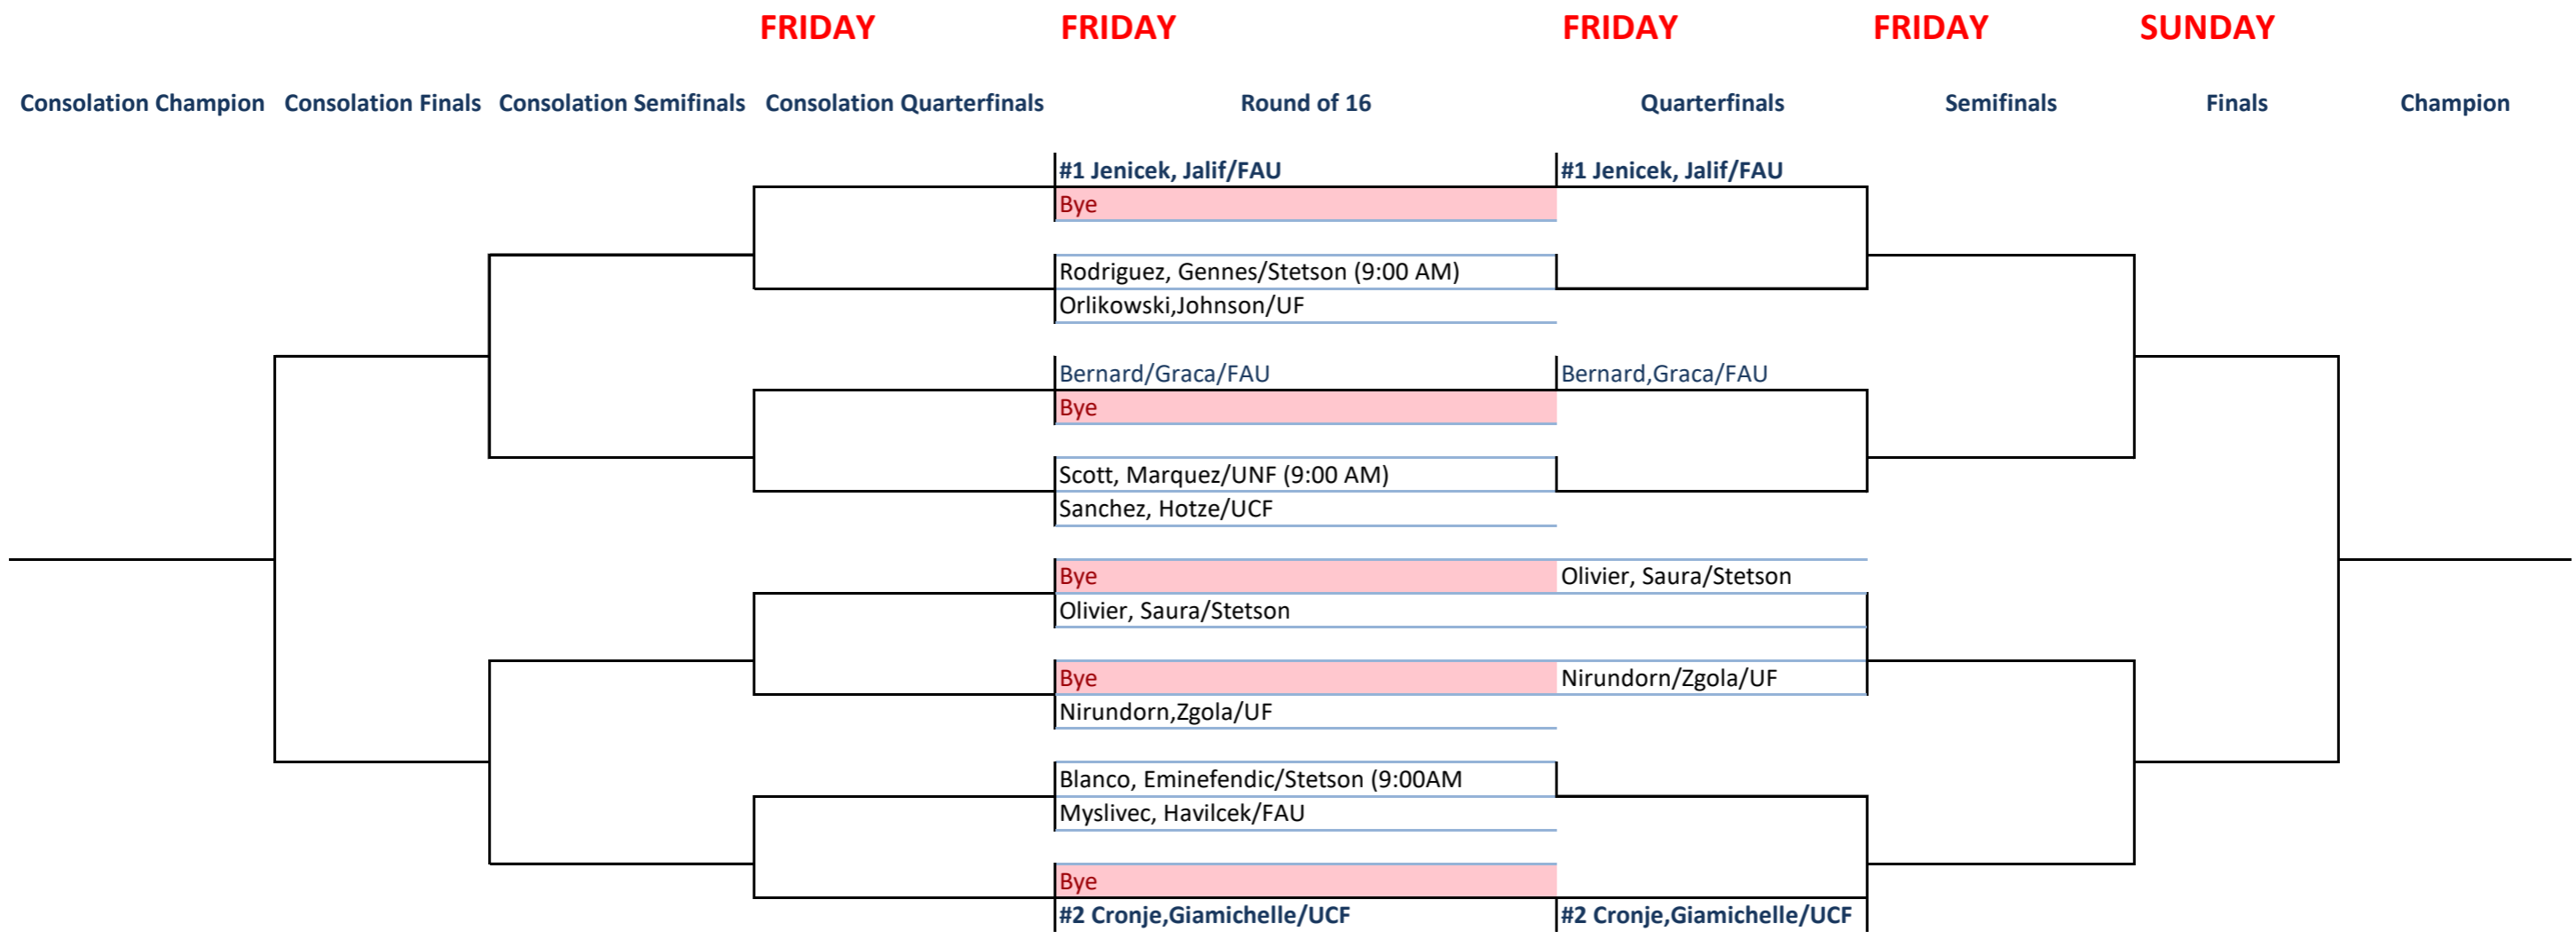 FRIDAY FRIDAY FRIDAY FRIDAY SUNDAY
Consolation Champion Consolation Finals Consolation Semifinals Consolation Quarterfinals Round of 16 Quarterfinals Semifinals Finals Champion
#1 Jenicek, Jalif/FAU #1 Jenicek, Jalif/FAU
Bye
Rodriguez, Gennes/Stetson (9:00 AM)
Orlikowski,Johnson/UF
Bernard/Graca/FAU Bernard,Graca/FAU
Bye
Scott, Marquez/UNF (9:00 AM)
Sanchez, Hotze/UCF
Bye Olivier, Saura/Stetson
Olivier, Saura/Stetson
Bye Nirundorn/Zgola/UF
Nirundorn,Zgola/UF
Blanco, Eminefendic/Stetson (9:00AM
Myslivec, Havilcek/FAU
Bye
#2 Cronje,Giamichelle/UCF #2 Cronje,Giamichelle/UCF